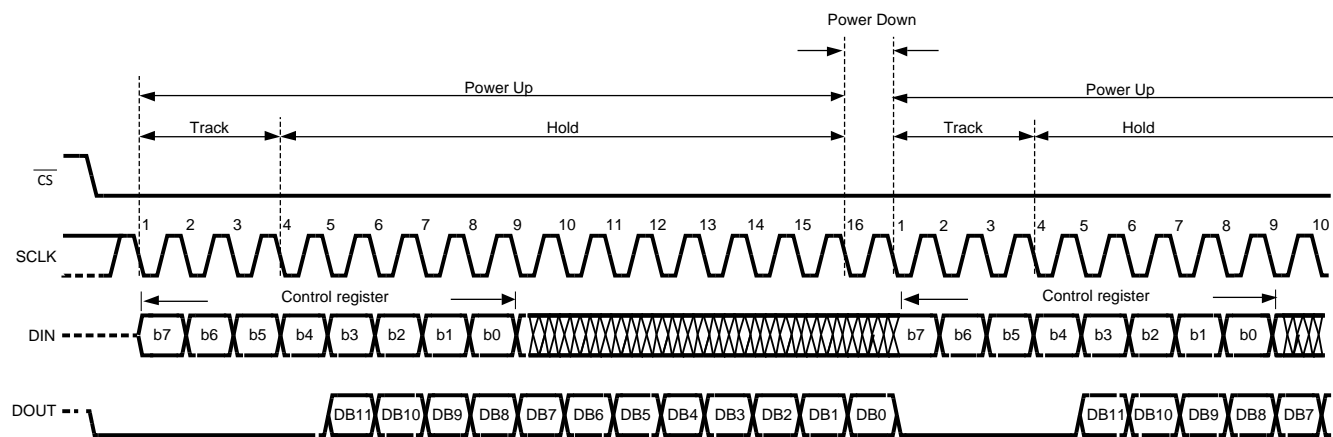 Power Down
Power Up
Power Up
Track
Hold
Track
Hold
CS
1 2 3 4 5 6 7 8 9 10 11 12 13 14 15 16 1 2 3 4 5 6 7 8 9 10
SCLK
Control register
Control register
DIN
b7 b6 b5 b4 b3 b2 b1 b0 b7 b6 b5 b4 b3 b2 b1 b0
DOUT
DB11 DB10 DB9 DB8 DB7 DB6 DB5 DB4 DB3 DB2 DB1 DB0 DB11 DB10 DB9 DB8 DB7